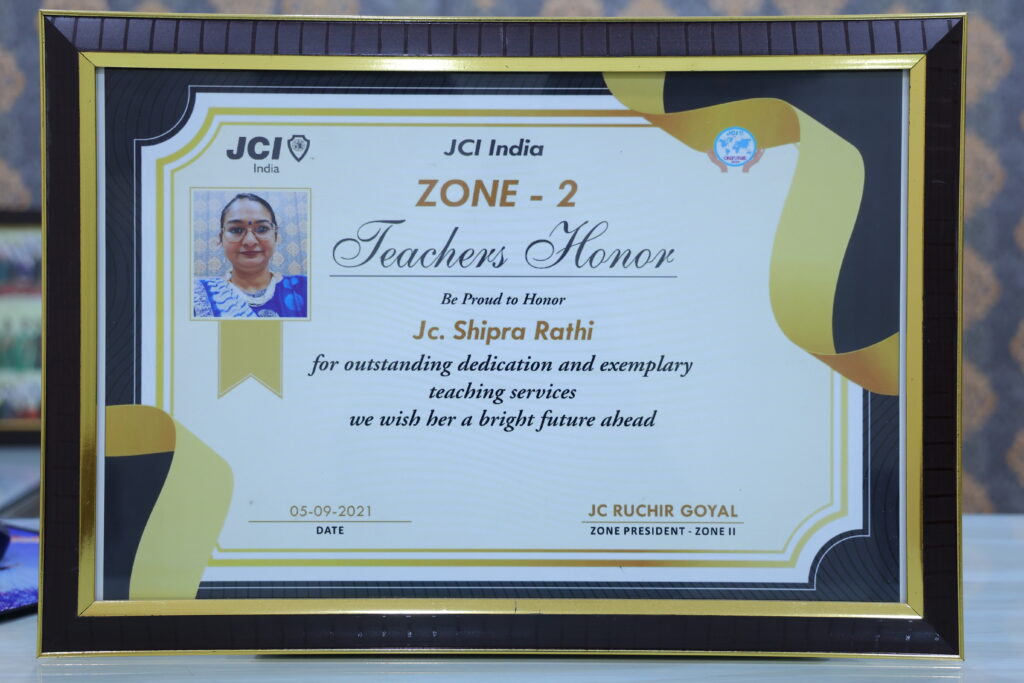 JCI
India
JCI India
ZONE - 2
Teachers Honor
Be Proud to Honor
Jc. Shipra Rathi
for outstanding dedication and exemplary
teaching services
we wish her a bright future ahead
05-09-2021
DATE
JC RUCHIR GOYAL
ZONE PRESIDENT - ZONE II